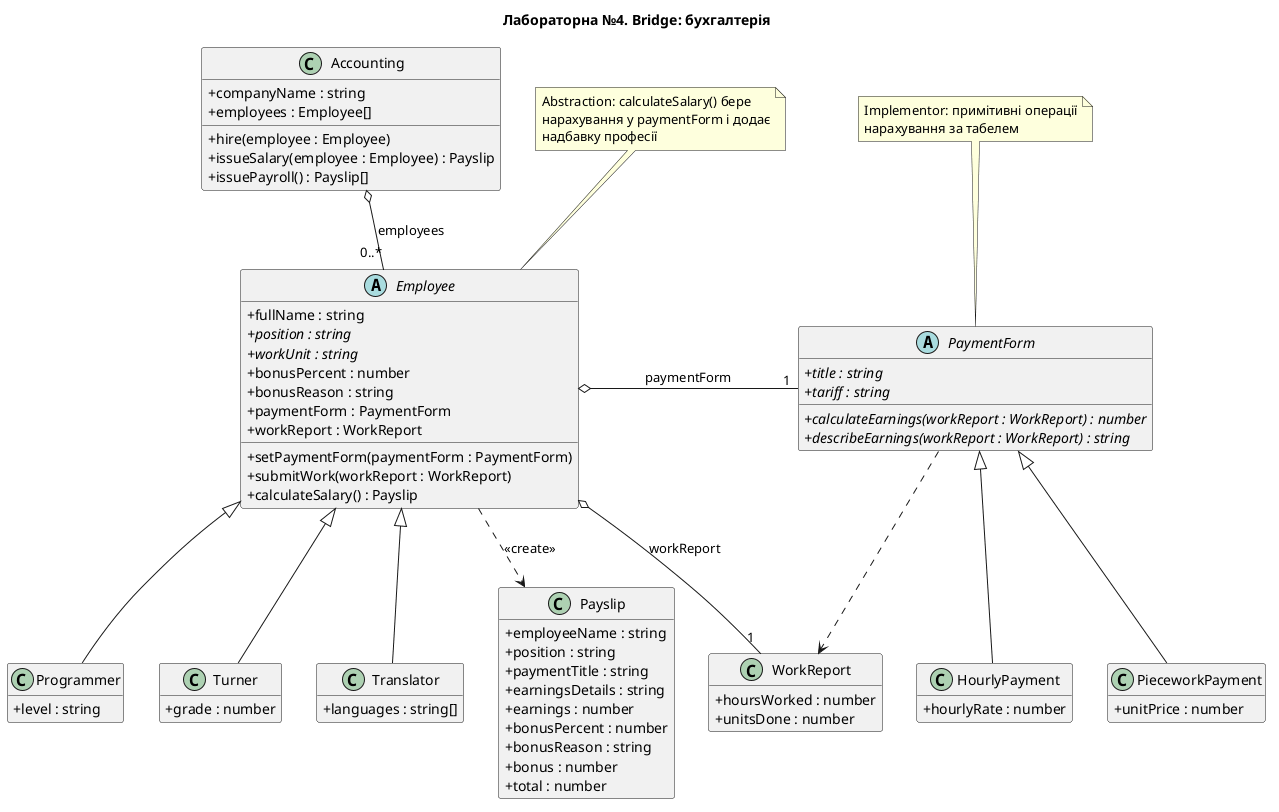 Лабораторна №4. Bridge: бухгалтерія
C Accounting
+companyName : string
+employees : Employee[]
+hire(employee : Employee)
+issueSalary(employee : Employee) : Payslip
+issuePayroll() : Payslip[]
Abstraction: calculateSalary() бере
нарахування у paymentForm і додає
надбавку професії
Implementor: примітивні операції
нарахування за табелем
employees
0..*
A Employee
+fullName : string
+position : string
+workUnit : string
+bonusPercent : number
+bonusReason : string
+paymentForm : PaymentForm
+workReport : WorkReport
+setPaymentForm(paymentForm : PaymentForm)
+submitWork(workReport : WorkReport)
+calculateSalary() : Payslip
paymentForm
1
A PaymentForm
+title : string
+tariff : string
+calculateEarnings(workReport : WorkReport) : number
+describeEarnings(workReport : WorkReport) : string
«create»
workReport
1
C Programmer
+level : string
C Turner
+grade : number
C Translator
+languages : string[]
C Payslip
+employeeName : string
+position : string
+paymentTitle : string
+earningsDetails : string
+earnings : number
+bonusPercent : number
+bonusReason : string
+bonus : number
+total : number
C WorkReport
+hoursWorked : number
+unitsDone : number
C HourlyPayment
+hourlyRate : number
C PieceworkPayment
+unitPrice : number